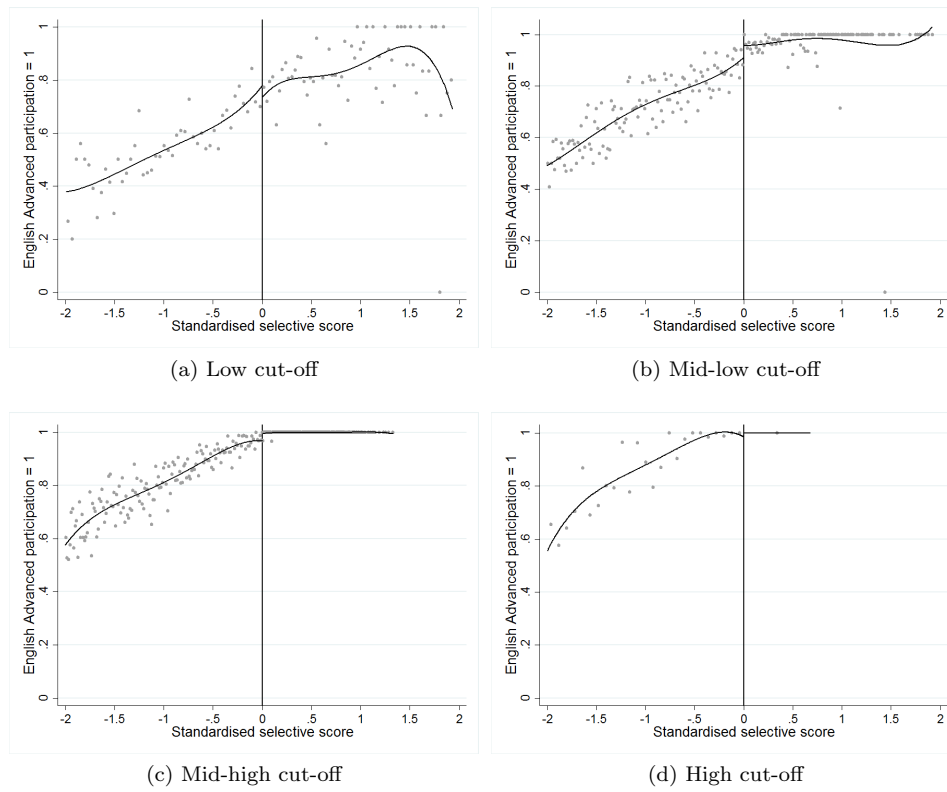 English Advanced participation = 1
0 .2 .4 .6 .8 1
-2 -1.5 -1 -.5 0 .5 1 1.5 2
Standardised selective score
(a) Low cut-off
English Advanced participation = 1
0 .2 .4 .6 .8 1
-2 -1.5 -1 -.5 0 .5 1 1.5 2
Standardised selective score
(b) Mid-low cut-off
English Advanced participation = 1
0 .2 .4 .6 .8 1
-2 -1.5 -1 -.5 0 .5 1 1.5 2
Standardised selective score
(c) Mid-high cut-off
English Advanced participation = 1
0 .2 .4 .6 .8 1
-2 -1.5 -1 -.5 0 .5 1 1.5 2
Standardised selective score
(d) High cut-off